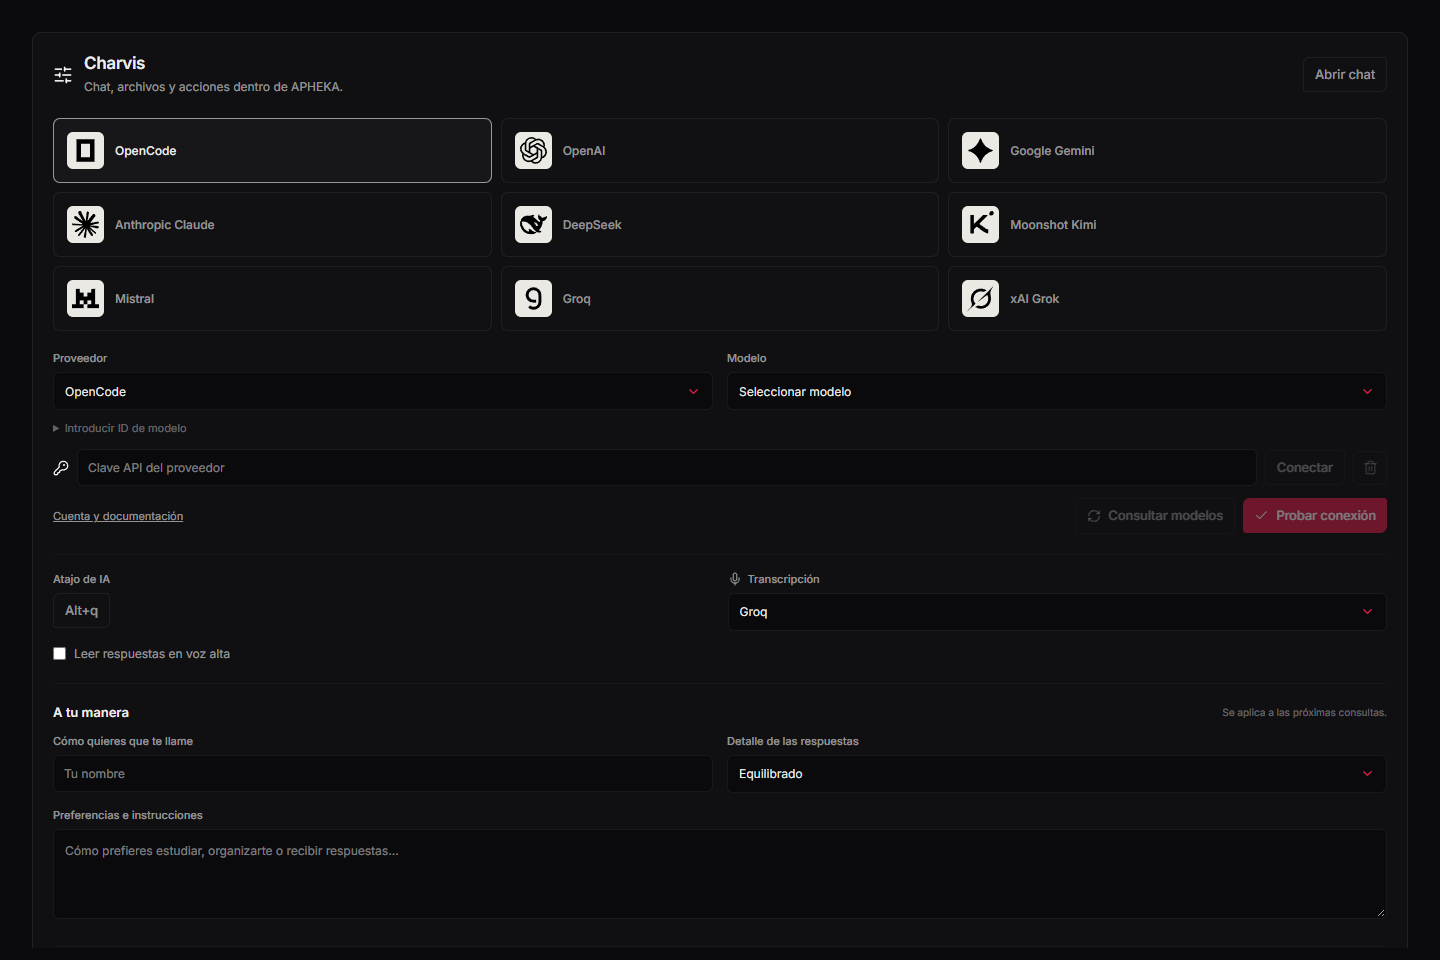 Charvis
Chat, archivos y acciones dentro de APHEKA.
Abrir chat
OpenCode
OpenAI
Google Gemini
Anthropic Claude
DeepSeek
Moonshot Kimi
Mistral
Groq
xAI Grok
Proveedor
Modelo
OpenCode
Seleccionar modelo
Introducir ID de modelo
Clave API del proveedor
Conectar
Cuenta y documentación
Consultar modelos
Probar conexión
Atajo de IA
Transcripción
Alt+q
Groq
Leer respuestas en voz alta
A tu manera
Se aplica a las próximas consultas.
Cómo quieres que te llame
Detalle de las respuestas
Tu nombre
Equilibrado
Preferencias e instrucciones
Cómo prefieres estudiar, organizarte o recibir respuestas...